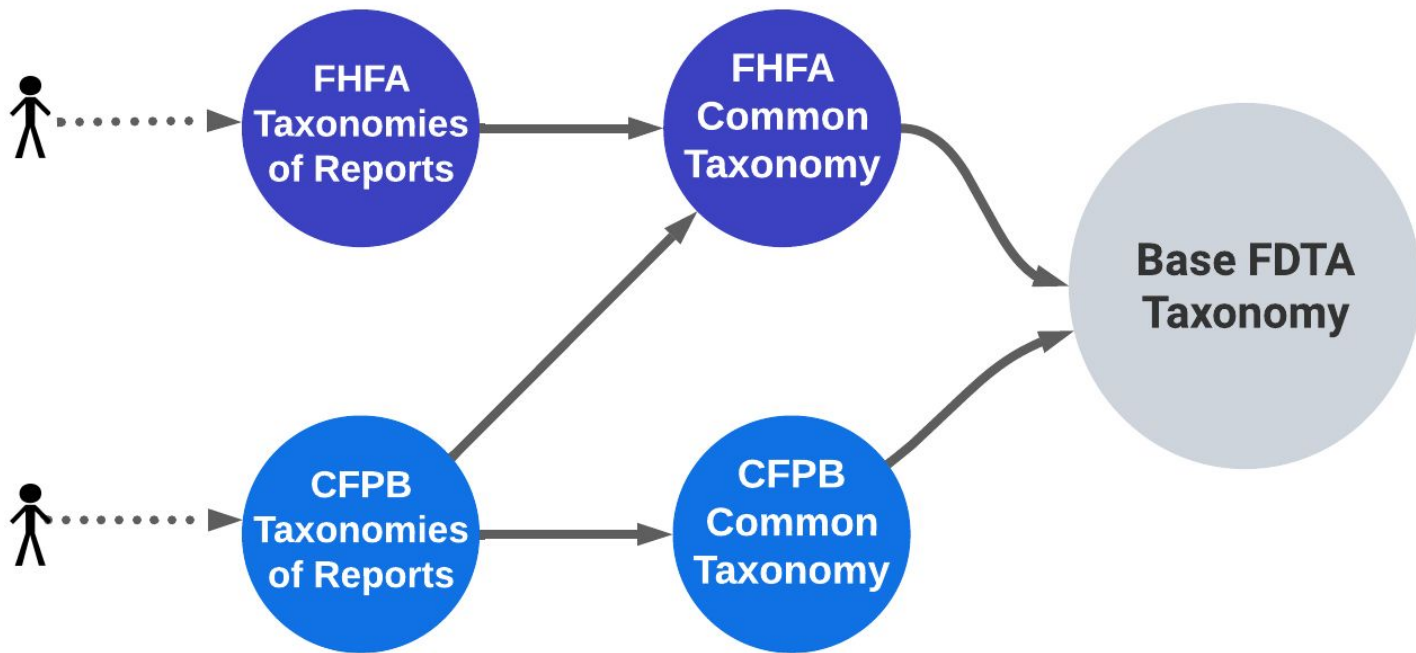 FHFA
Taxonomies
of Reports
FHFA
Common
Taxonomy
Base FDTA
Taxonomy
CFPB
Taxonomies
of Reports
CFPB
Common
Taxonomy